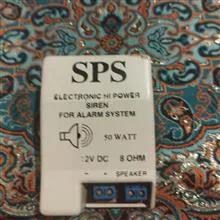 SPS
ELECTRONIC HI POWER
SIREN
FOR ALARM SYSTEM
50 WATT
12V DC 8 OHM
- + SPEAKER